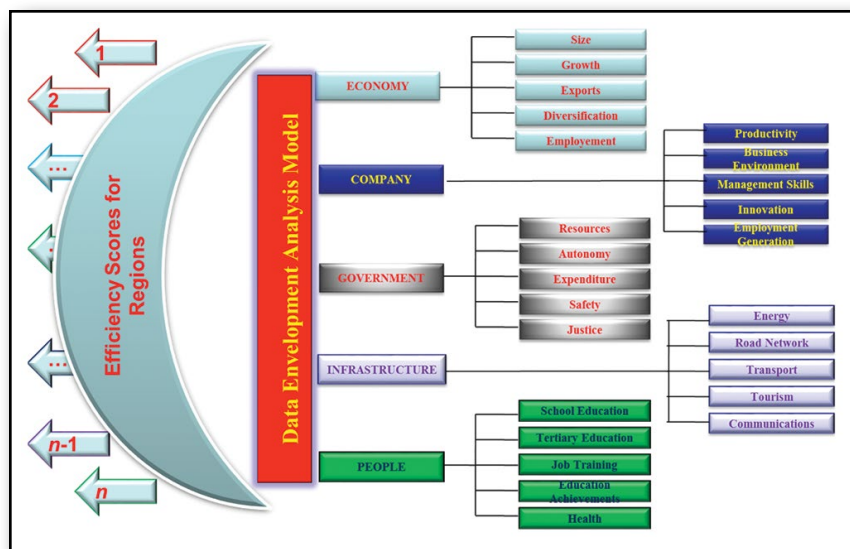 1
2
...
...
...
n-1
n
Efficiency Scores for
Regions
Data Envelopment Analysis Model
ECONOMY
Size
Growth
Exports
Diversification
Employement
COMPANY
Productivity
Business
Environment
Management Skills
Innovation
Employment
Generation
GOVERNMENT
Resources
Autonomy
Expenditure
Safety
Justice
INFRASTRUCTURE
Energy
Road Network
Transport
Tourism
Communications
PEOPLE
School Education
Tertiary Education
Job Training
Education
Achievements
Health